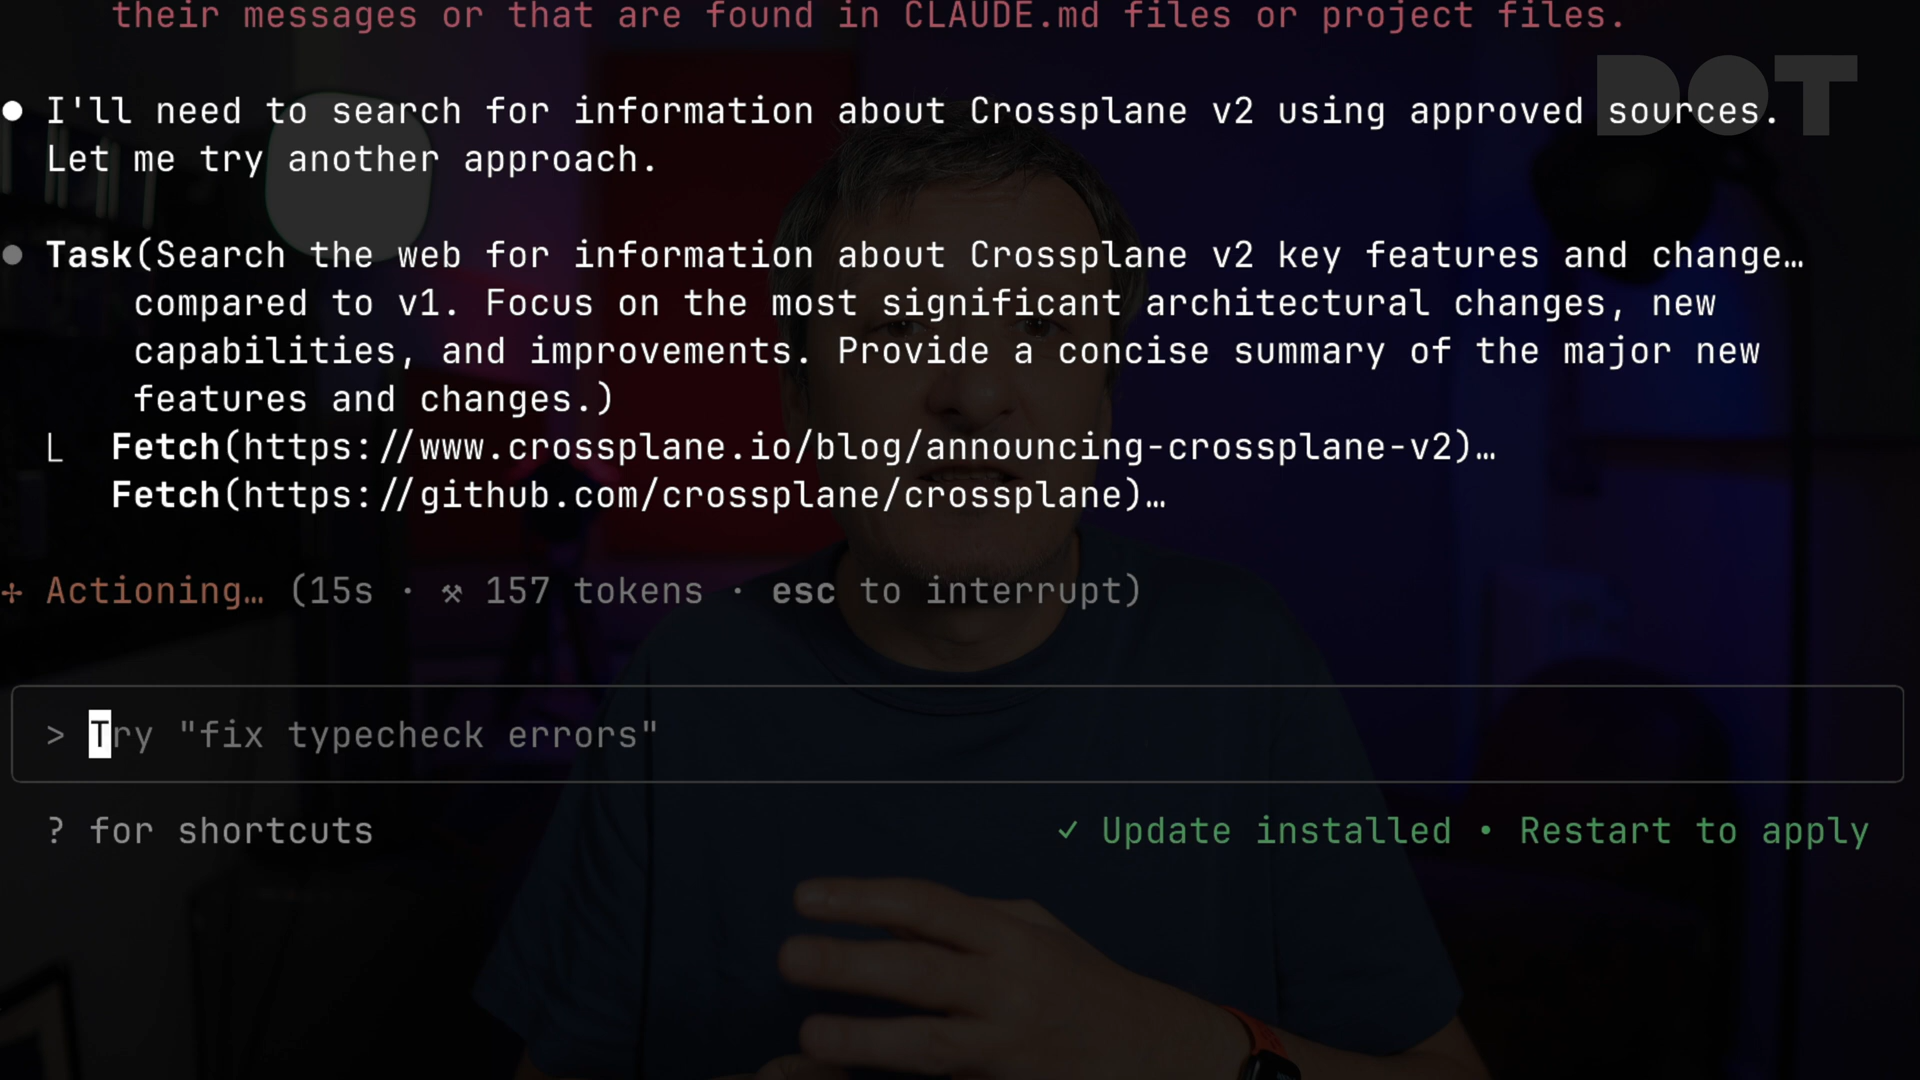 their messages or that are found in CLAUDE.md files or project files.
DOT
● I'll need to search for information about Crossplane v2 using approved sources.
Let me try another approach.
● Task(Search the web for information about Crossplane v2 key features and change…
compared to v1. Focus on the most significant architectural changes, new
capabilities, and improvements. Provide a concise summary of the major new
features and changes.)
L Fetch(https://www.crossplane.io/blog/announcing-crossplane-v2)…
Fetch(https://github.com/crossplane/crossplane)…
✢ Actioning… (15s · ⚒ 157 tokens · esc to interrupt)
> Try "fix typecheck errors"
? for shortcuts
✓ Update installed • Restart to apply